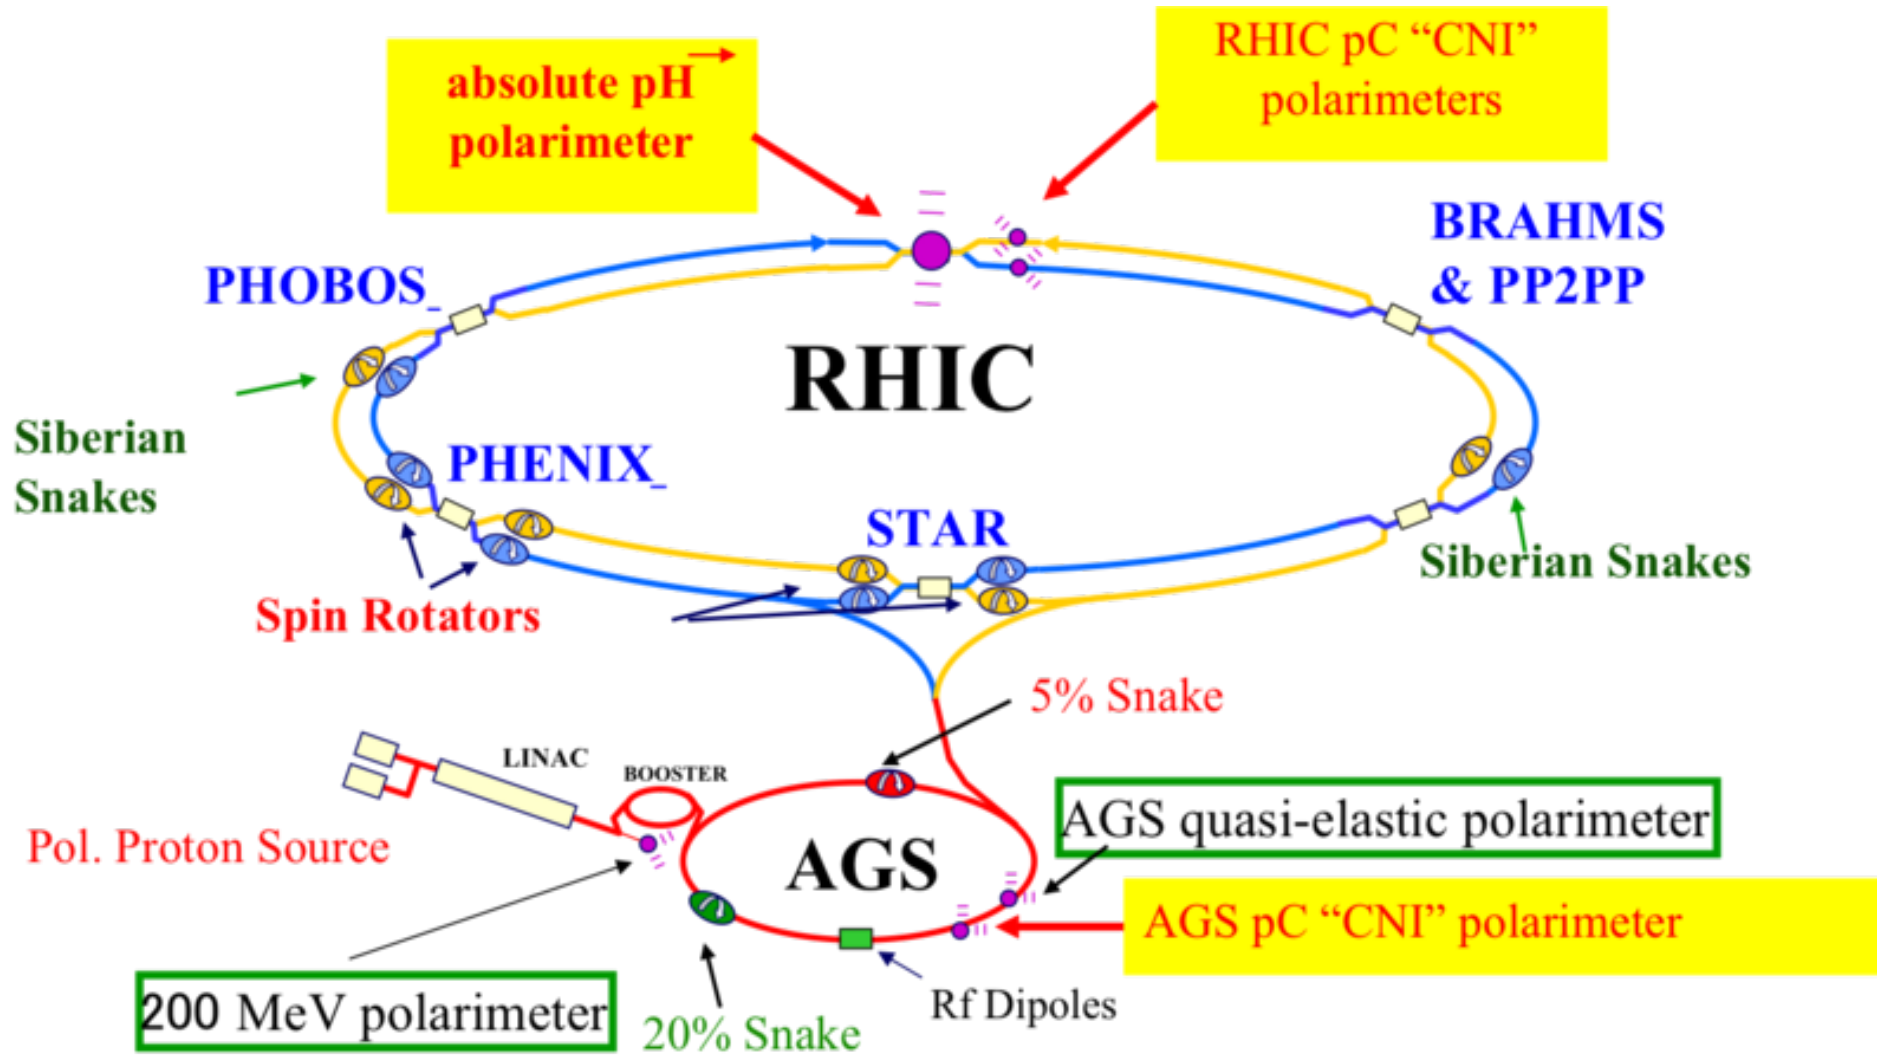 absolute pH
polarimeter
RHIC pC “CNI”
polarimeters
BRAHMS
& PP2PP
PHOBOS_
RHIC
Siberian
Snakes
PHENIX_
STAR
Siberian Snakes
Spin Rotators
5% Snake
LINAC
BOOSTER
Pol. Proton Source
AGS
AGS quasi-elastic polarimeter
AGS pC “CNI” polarimeter
200 MeV polarimeter
20% Snake
Rf Dipoles